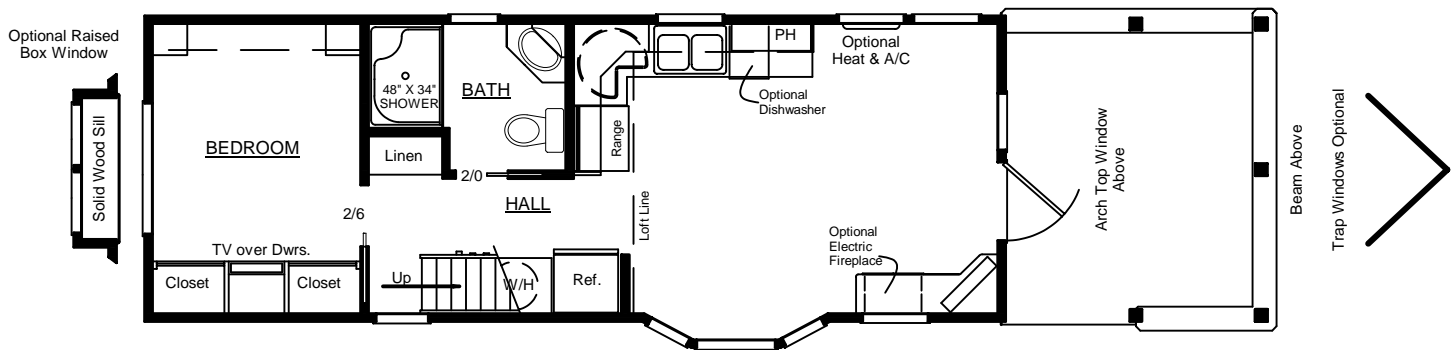 Optional Raised
Box Window
Solid Wood Sill
BEDROOM
TV over Dwrs.
Closet
Closet
2/6
48" X 34"
SHOWER
BATH
Linen
2/0
HALL
Up
W/H
Ref.
Loft Line
Range
PH
Optional
Dishwasher
Optional
Heat & A/C
Optional
Electric
Fireplace
Arch Top Window
Above
Beam Above
Trap Windows Optional